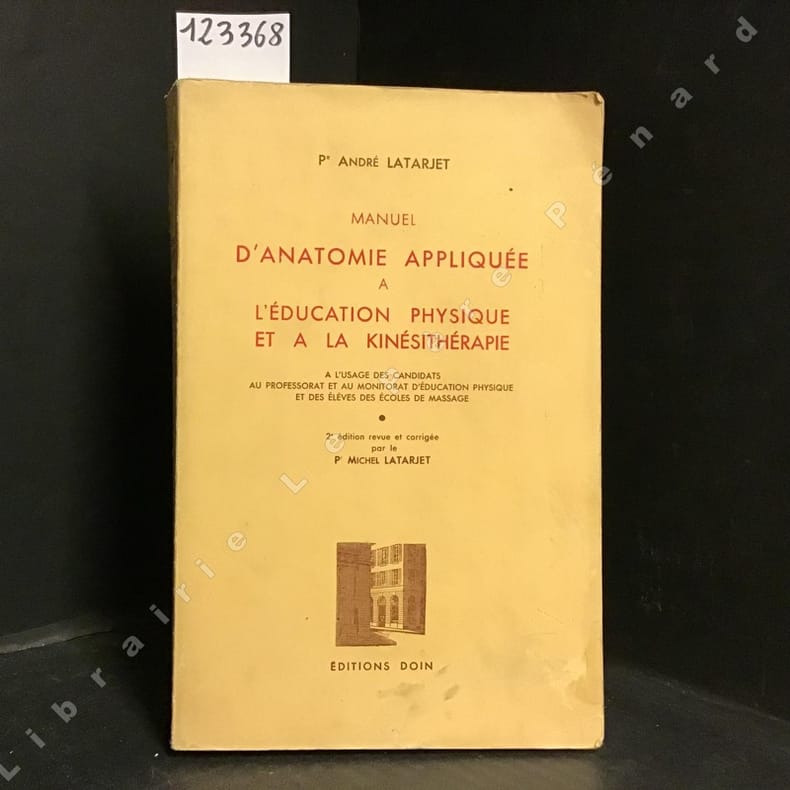 123368
Pr ANDRÉ LATARJET
MANUEL
D'ANATOMIE APPLIQUÉE
A
L'ÉDUCATION PHYSIQUE
ET A LA KINÉSITHÉRAPIE
A L'USAGE DES CANDIDATS
AU PROFESSORAT ET AU MONITORAT D'ÉDUCATION PHYSIQUE
ET DES ÉLÈVES DES ÉCOLES DE MASSAGE
2e édition revue et corrigée
par le
Pr MICHEL LATARJET
ÉDITIONS DOIN
Librairie Le Père Pénard